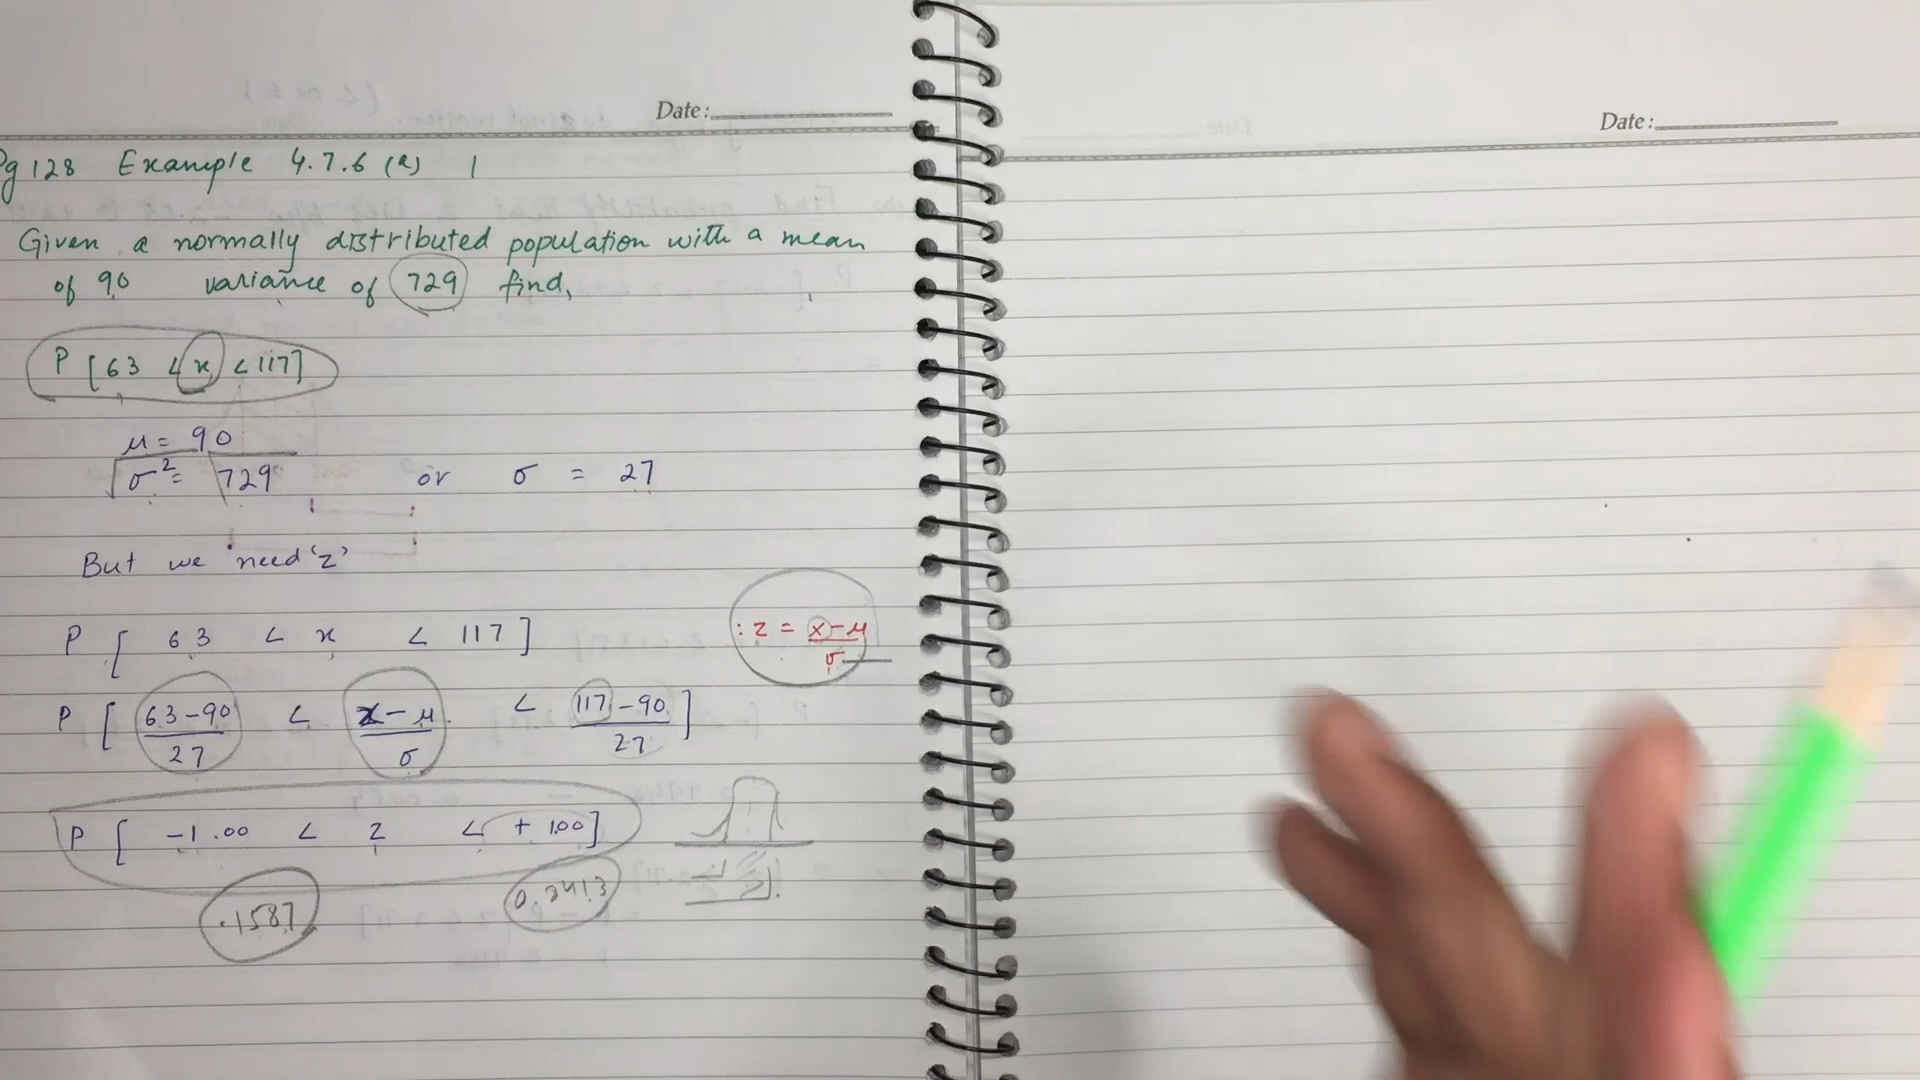 Date:
Pg 128 Example 4.7.6 (a) 1
Given a normally distributed population with a mean
of 90 variance of 729 find,
P [63 < x < 117]
μ = 90
√σ² = √729 or σ = 27
But we need 'z'
P [ 63 < x < 117 ]
: z = x-μ / σ
P [ 63-90 / 27 < x-μ / σ < 117-90 / 27 ]
P [ -1.00 < z < + 1.00 ]
.1587 0.3413
Date: